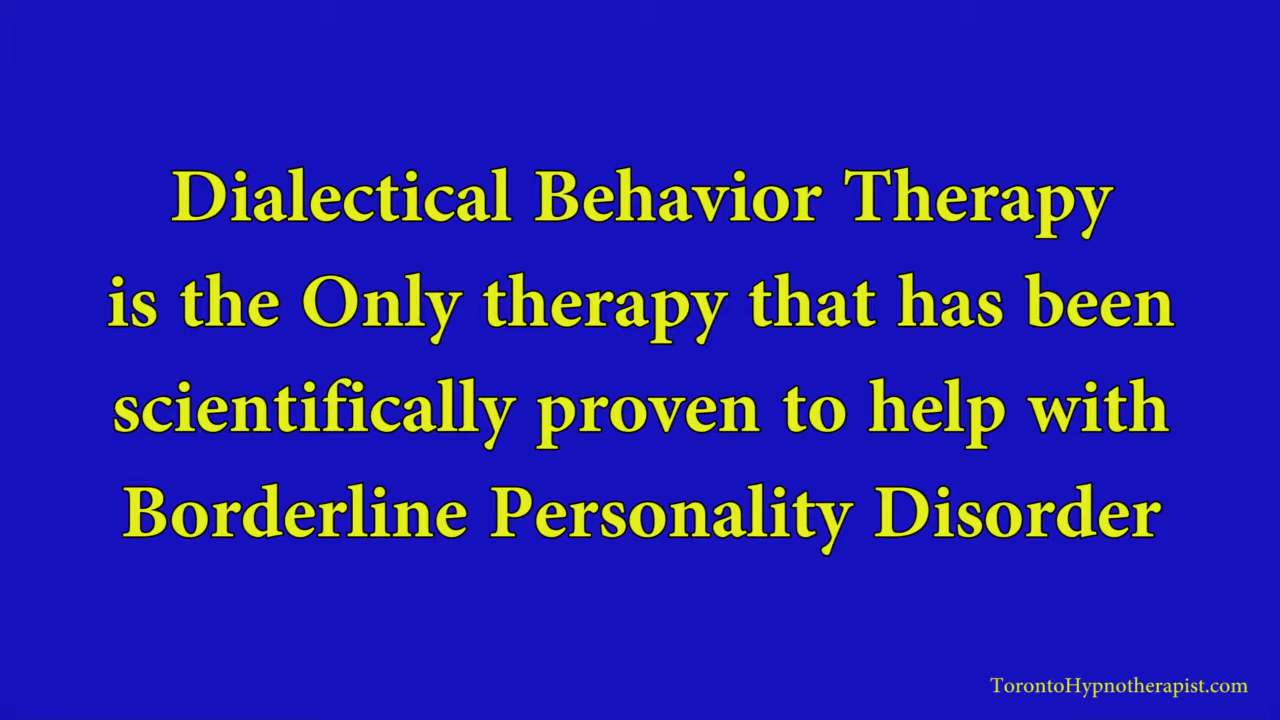 Dialectical Behavior Therapy
is the Only therapy that has been
scientifically proven to help with
Borderline Personality Disorder
TorontoHypnotherapist.com